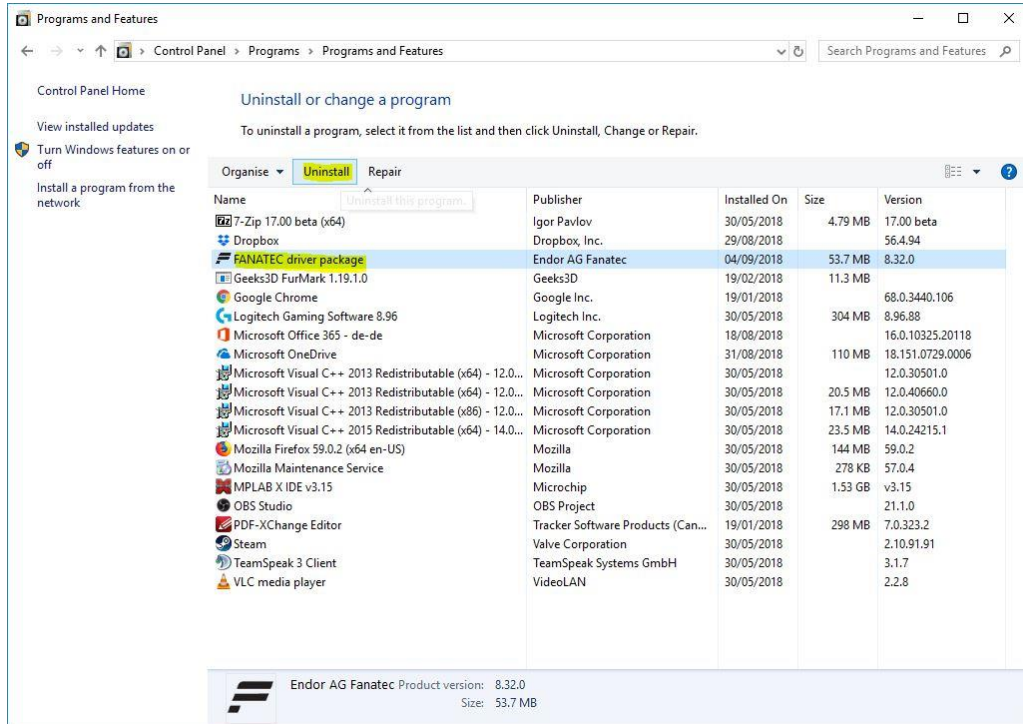 Programs and Features
Control Panel > Programs > Programs and Features
Search Programs and Features
Control Panel Home
View installed updates
Turn Windows features on or
off
Install a program from the
network
Uninstall or change a program
To uninstall a program, select it from the list and then click Uninstall, Change or Repair.
Organise Uninstall Repair
Uninstall this program.
Name Publisher Installed On Size Version
7-Zip 17.00 beta (x64) Igor Pavlov 30/05/2018 4.79 MB 17.00 beta
Dropbox Dropbox, Inc. 29/08/2018 56.4.94
FANATEC driver package Endor AG Fanatec 04/09/2018 53.7 MB 8.32.0
Geeks3D FurMark 1.19.1.0 Geeks3D 19/02/2018 11.3 MB
Google Chrome Google Inc. 19/01/2018 68.0.3440.106
Logitech Gaming Software 8.96 Logitech Inc. 30/05/2018 304 MB 8.96.88
Microsoft Office 365 - de-de Microsoft Corporation 18/08/2018 16.0.10325.20118
Microsoft OneDrive Microsoft Corporation 31/08/2018 110 MB 18.151.0729.0006
Microsoft Visual C++ 2013 Redistributable (x64) - 12.0... Microsoft Corporation 30/05/2018 12.0.30501.0
Microsoft Visual C++ 2013 Redistributable (x64) - 12.0... Microsoft Corporation 30/05/2018 20.5 MB 12.0.40660.0
Microsoft Visual C++ 2013 Redistributable (x86) - 12.0... Microsoft Corporation 30/05/2018 17.1 MB 12.0.30501.0
Microsoft Visual C++ 2015 Redistributable (x64) - 14.0... Microsoft Corporation 30/05/2018 23.5 MB 14.0.24215.1
Mozilla Firefox 59.0.2 (x64 en-US) Mozilla 30/05/2018 144 MB 59.0.2
Mozilla Maintenance Service Mozilla 30/05/2018 278 KB 57.0.4
MPLAB X IDE v3.15 Microchip 30/05/2018 1.53 GB v3.15
OBS Studio OBS Project 30/05/2018 21.1.0
PDF-XChange Editor Tracker Software Products (Can... 19/01/2018 298 MB 7.0.323.2
Steam Valve Corporation 30/05/2018 2.10.91.91
TeamSpeak 3 Client TeamSpeak Systems GmbH 30/05/2018 3.1.7
VLC media player VideoLAN 30/05/2018 2.2.8
Endor AG Fanatec Product version: 8.32.0
Size: 53.7 MB